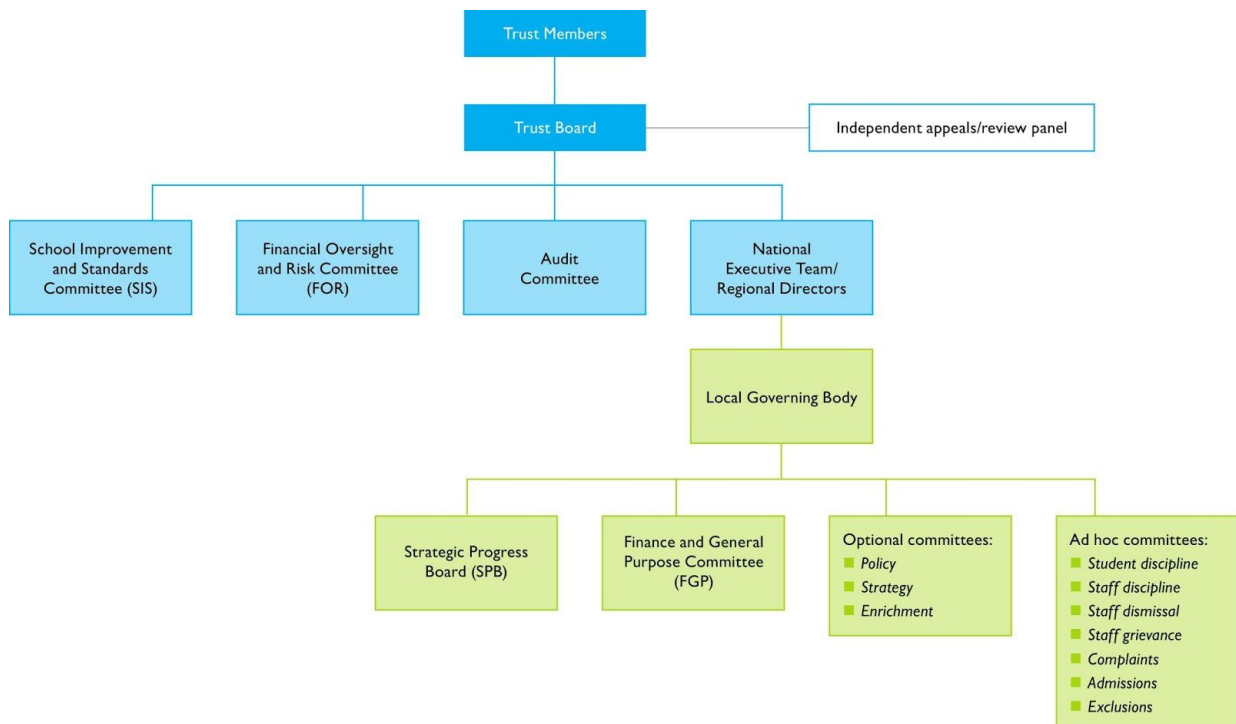 Trust Members
Trust Board
Independent appeals/review panel
School Improvement
and Standards
Committee (SIS)
Financial Oversight
and Risk Committee
(FOR)
Audit
Committee
National
Executive Team/
Regional Directors
Local Governing Body
Strategic Progress
Board (SPB)
Finance and General
Purpose Committee
(FGP)
Optional committees:
Policy
Strategy
Enrichment
Ad hoc committees:
Student discipline
Staff discipline
Staff dismissal
Staff grievance
Complaints
Admissions
Exclusions